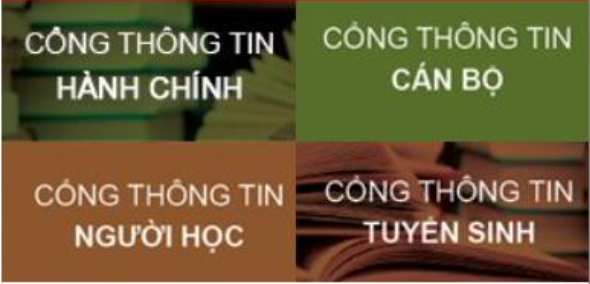 CỔNG THÔNG TIN
HÀNH CHÍNH
CỔNG THÔNG TIN
CÁN BỘ
CỔNG THÔNG TIN
NGƯỜI HỌC
CỔNG THÔNG TIN
TUYỂN SINH